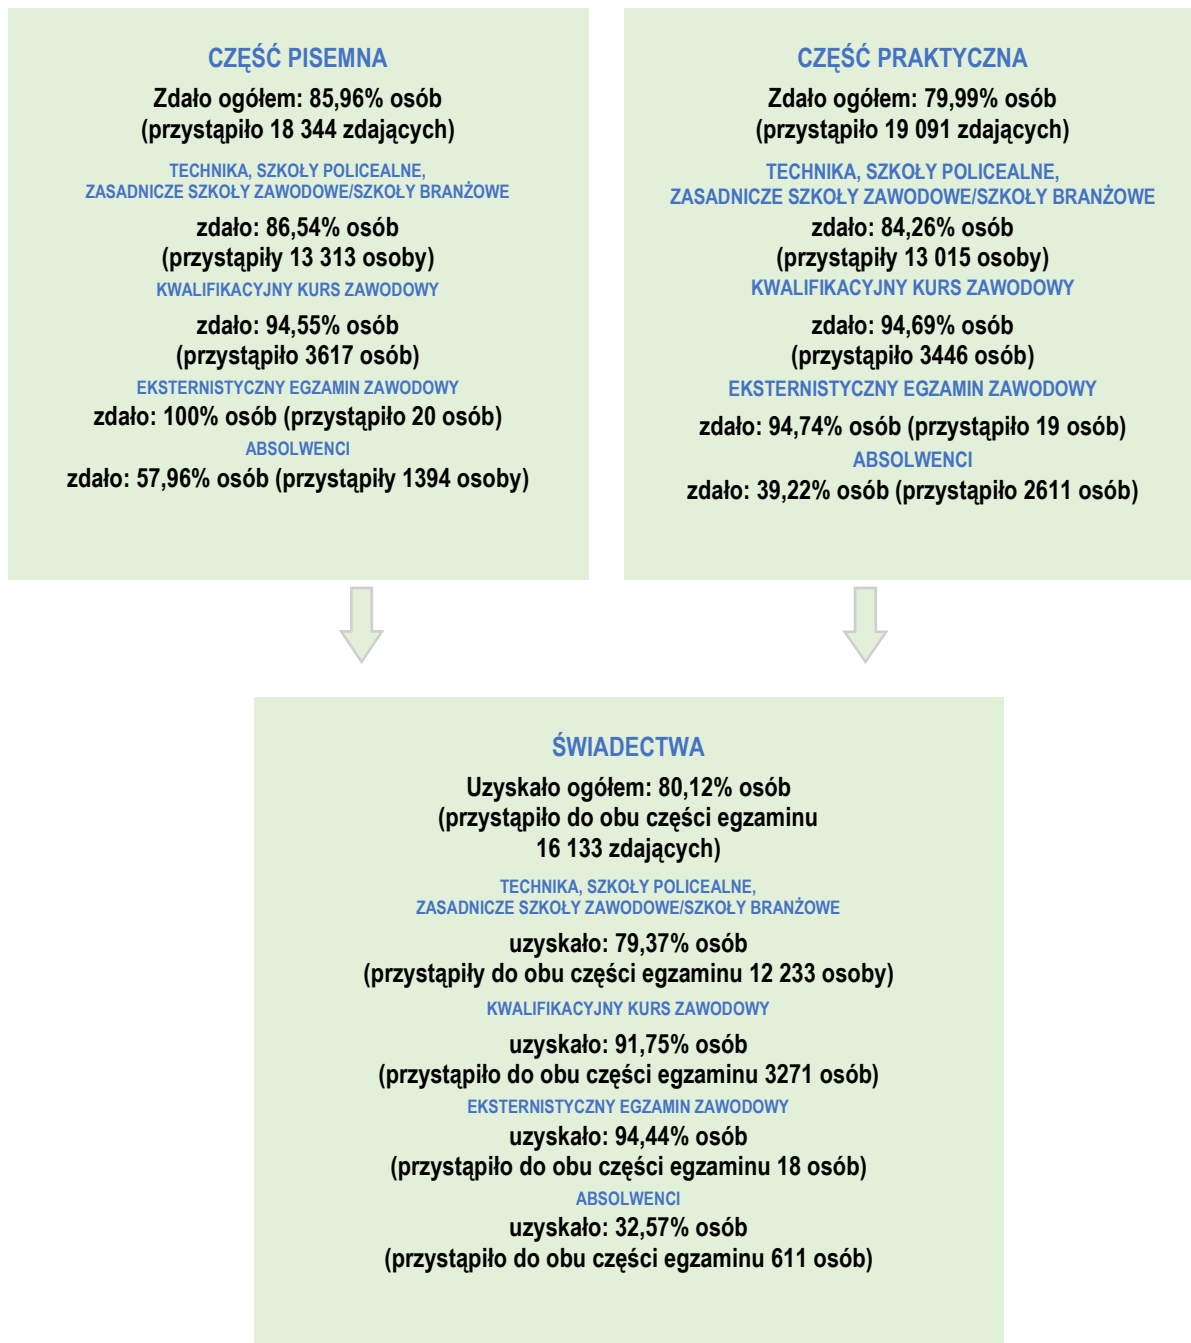 CZĘŚĆ PISEMNA
Zdało ogółem: 85,96% osób
(przystąpiło 18 344 zdających)
TECHNIKA, SZKOŁY POLICEALNE,
ZASADNICZE SZKOŁY ZAWODOWE/SZKOŁY BRANŻOWE
zdało: 86,54% osób
(przystąpiły 13 313 osoby)
KWALIFIKACYJNY KURS ZAWODOWY
zdało: 94,55% osób
(przystąpiło 3617 osób)
EKSTERNISTYCZNY EGZAMIN ZAWODOWY
zdało: 100% osób (przystąpiło 20 osób)
ABSOLWENCI
zdało: 57,96% osób (przystąpiły 1394 osoby)
CZĘŚĆ PRAKTYCZNA
Zdało ogółem: 79,99% osób
(przystąpiło 19 091 zdających)
TECHNIKA, SZKOŁY POLICEALNE,
ZASADNICZE SZKOŁY ZAWODOWE/SZKOŁY BRANŻOWE
zdało: 84,26% osób
(przystąpiły 13 015 osoby)
KWALIFIKACYJNY KURS ZAWODOWY
zdało: 94,69% osób
(przystąpiło 3446 osób)
EKSTERNISTYCZNY EGZAMIN ZAWODOWY
zdało: 94,74% osób (przystąpiło 19 osób)
ABSOLWENCI
zdało: 39,22% osób (przystąpiło 2611 osób)
ŚWIADECTWA
Uzyskało ogółem: 80,12% osób
(przystąpiło do obu części egzaminu
16 133 zdających)
TECHNIKA, SZKOŁY POLICEALNE,
ZASADNICZE SZKOŁY ZAWODOWE/SZKOŁY BRANŻOWE
uzyskało: 79,37% osób
(przystąpiły do obu części egzaminu 12 233 osoby)
KWALIFIKACYJNY KURS ZAWODOWY
uzyskało: 91,75% osób
(przystąpiło do obu części egzaminu 3271 osób)
EKSTERNISTYCZNY EGZAMIN ZAWODOWY
uzyskało: 94,44% osób
(przystąpiło do obu części egzaminu 18 osób)
ABSOLWENCI
uzyskało: 32,57% osób
(przystąpiło do obu części egzaminu 611 osób)